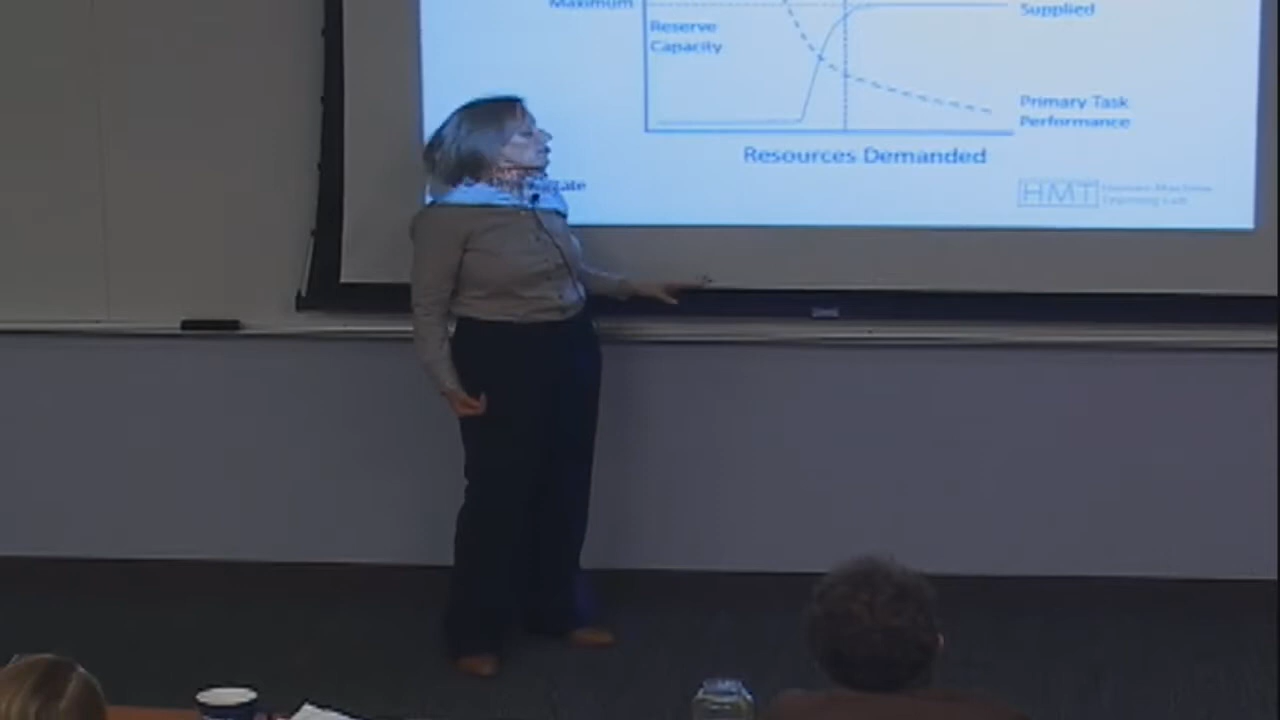 Maximum
Supplied
Reserve
Capacity
Primary Task
Performance
Resources Demanded
HMT